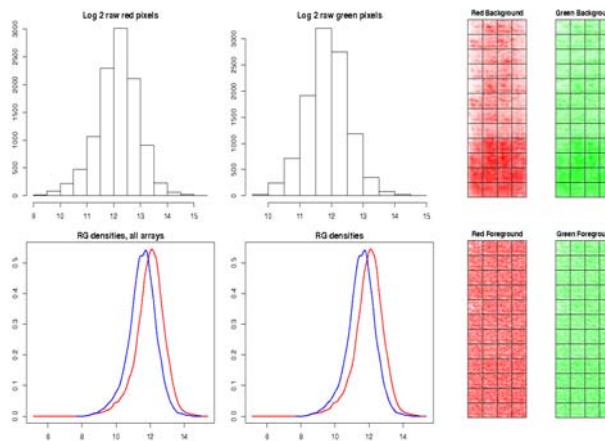 Log 2 raw red pixels
Log 2 raw green pixels
Red Background
Green Backgroun
0 500 1000 1500 2000 2500 3000
9 10 11 12 13 14 15
0 500 1000 1500 2000 2500 3000
10 11 12 13 14 15
RG densities, all arrays
RG densities
Red Foreground
Green Foregroun
0.0 0.1 0.2 0.3 0.4 0.5
6 8 10 12 14
0.0 0.1 0.2 0.3 0.4 0.5
6 8 10 12 14